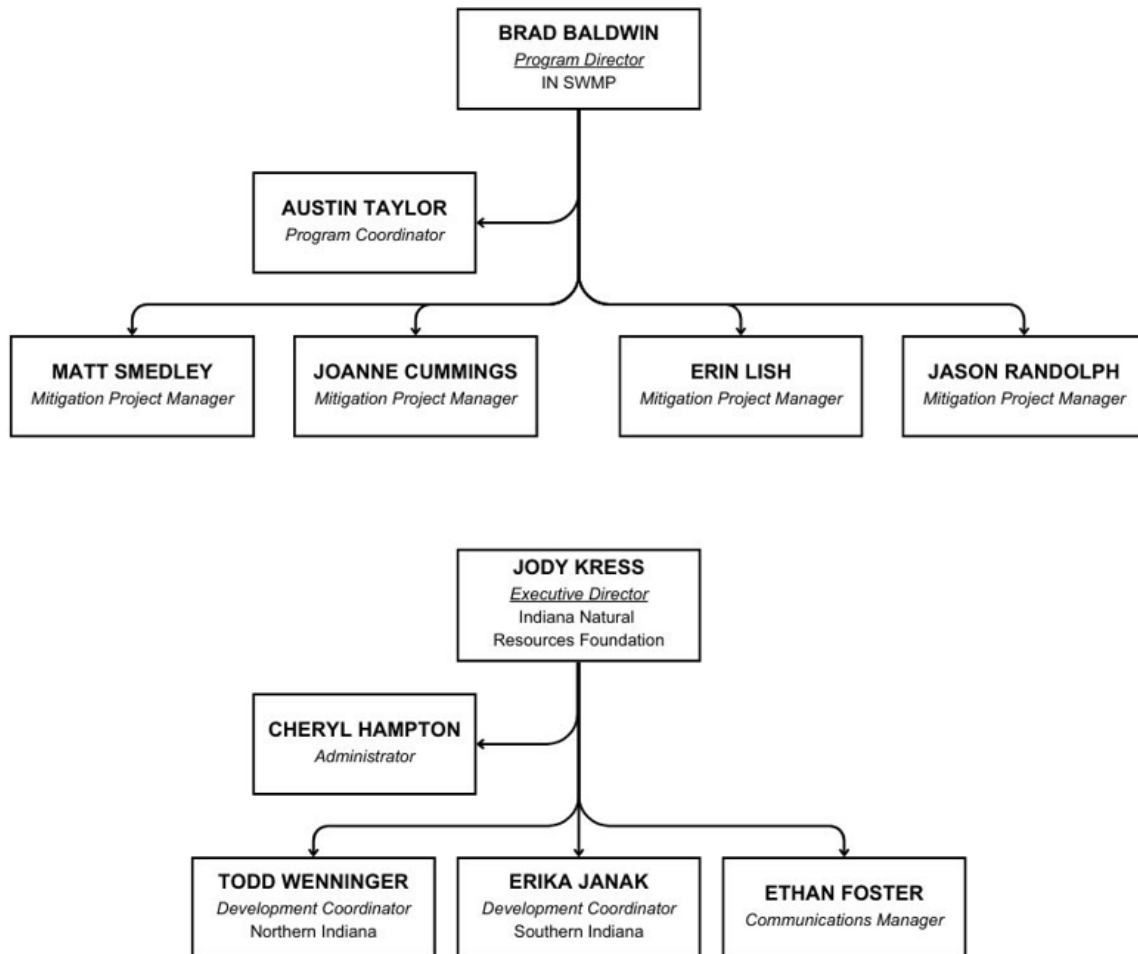 BRAD BALDWIN
Program Director
IN SWMP
AUSTIN TAYLOR
Program Coordinator
MATT SMEDLEY
Mitigation Project Manager
JOANNE CUMMINGS
Mitigation Project Manager
ERIN LISH
Mitigation Project Manager
JASON RANDOLPH
Mitigation Project Manager
JODY KRESS
Executive Director
Indiana Natural
Resources Foundation
CHERYL HAMPTON
Administrator
TODD WENNINGER
Development Coordinator
Northern Indiana
ERIKA JANAK
Development Coordinator
Southern Indiana
ETHAN FOSTER
Communications Manager